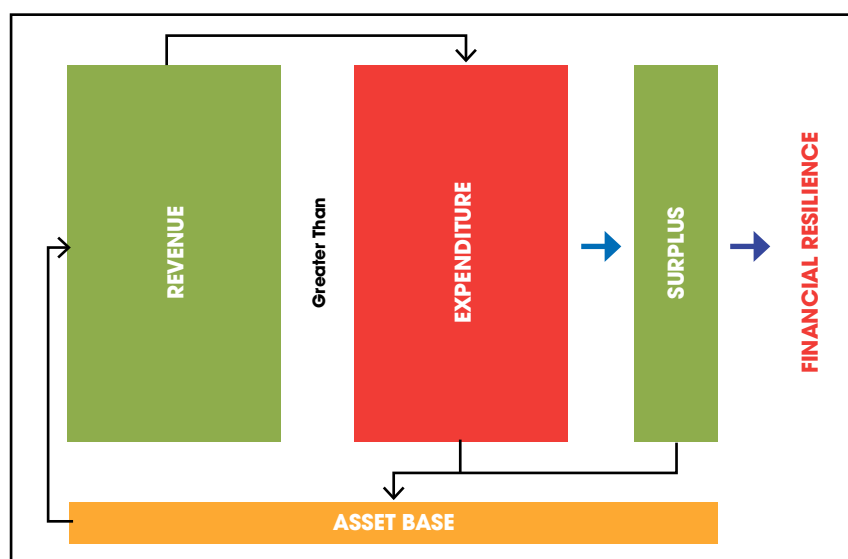 REVENUE
Greater Than
EXPENDITURE
SURPLUS
FINANCIAL RESILIENCE
ASSET BASE